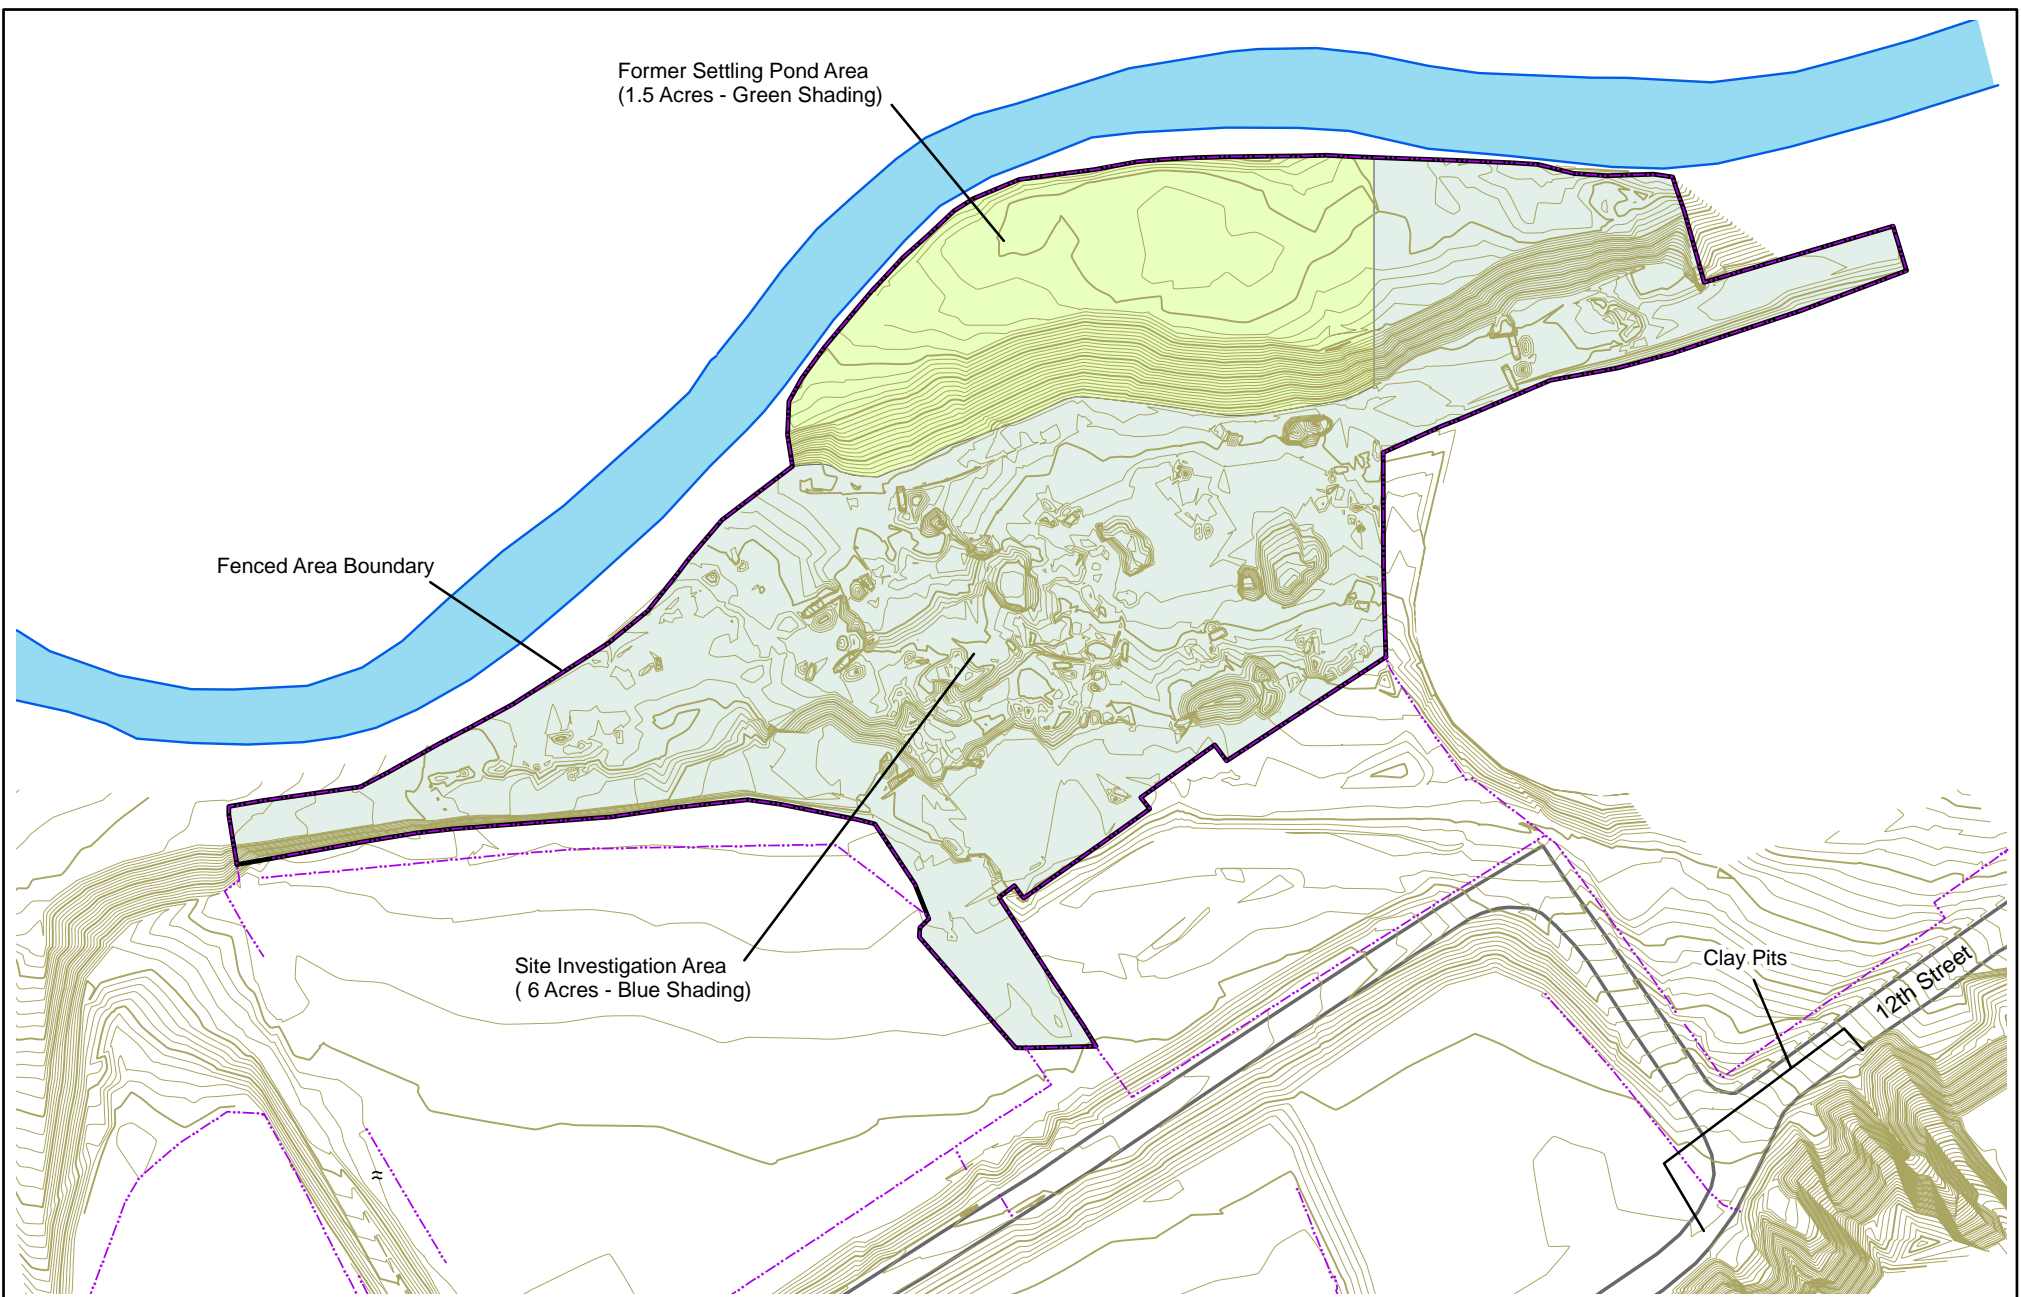 Former Settling Pond Area
(1.5 Acres - Green Shading)
Fenced Area Boundary
Site Investigation Area
( 6 Acres - Blue Shading)
Clay Pits
12th Street
≈